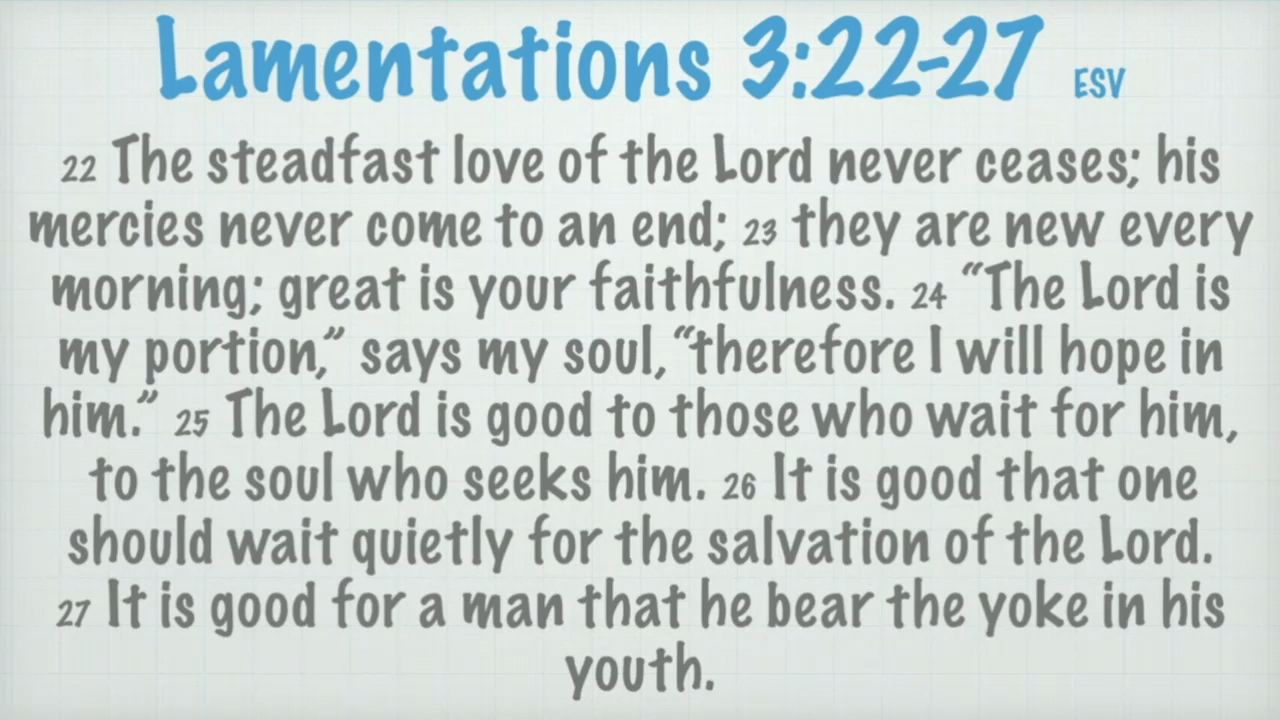 Lamentations 3:22-27 ESV
22 The steadfast love of the Lord never ceases; his
mercies never come to an end; 23 they are new every
morning; great is your faithfulness. 24 “The Lord is
my portion,” says my soul, “therefore I will hope in
him.” 25 The Lord is good to those who wait for him,
to the soul who seeks him. 26 It is good that one
should wait quietly for the salvation of the Lord.
27 It is good for a man that he bear the yoke in his
youth.